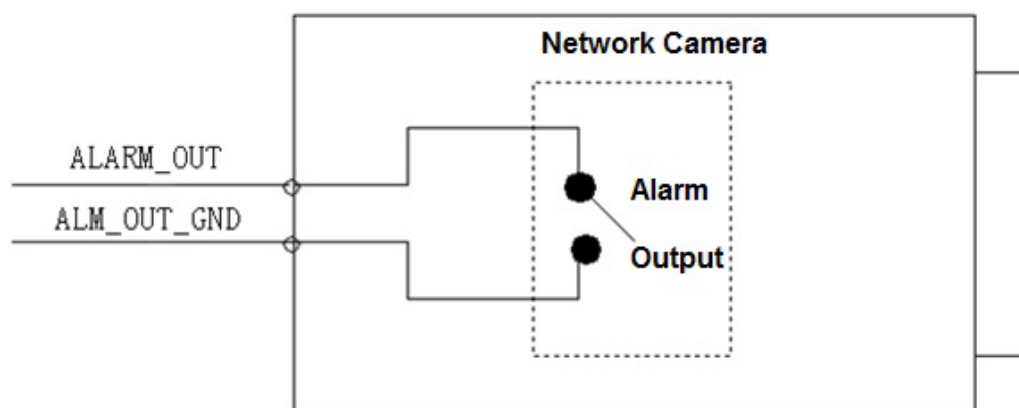 Network Camera
ALARM_OUT
Alarm
ALM_OUT_GND
Output